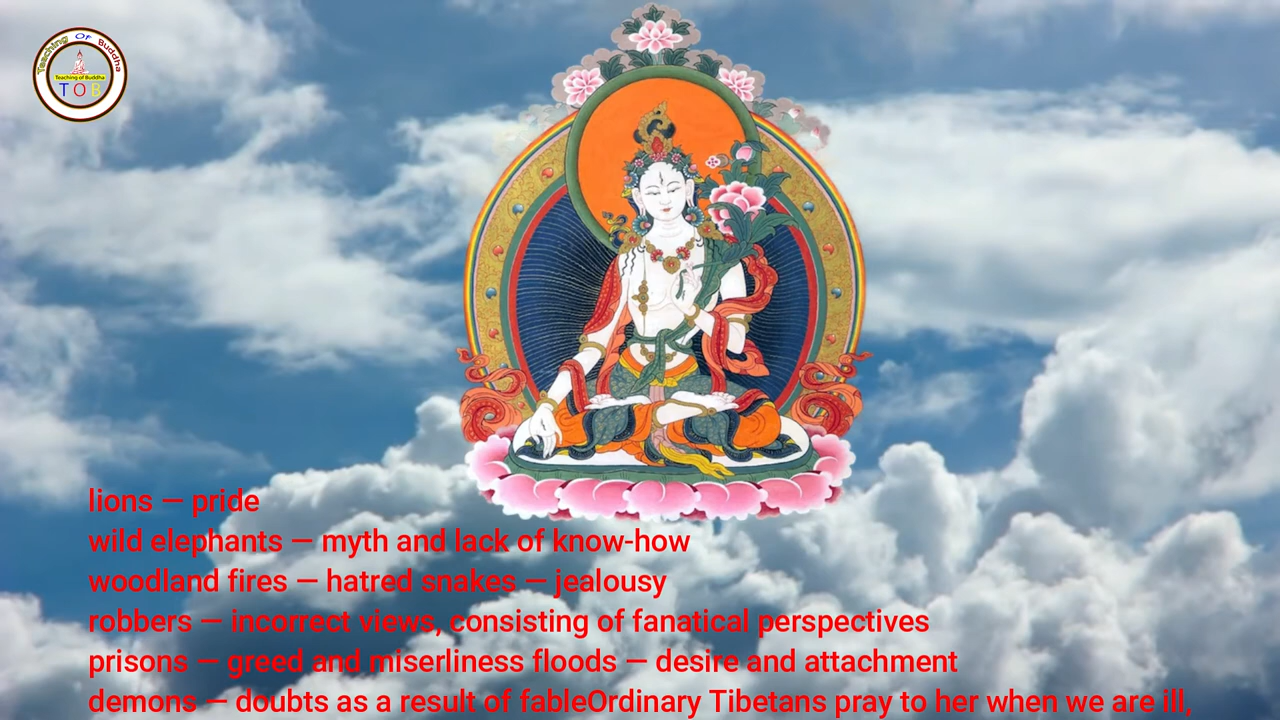 Teaching Of Buddha
Teaching of Buddha
TOB
lions — pride
wild elephants — myth and lack of know-how
woodland fires — hatred snakes — jealousy
robbers — incorrect views, consisting of fanatical perspectives
prisons — greed and miserliness floods — desire and attachment
demons — doubts as a result of fableOrdinary Tibetans pray to her when we are ill,